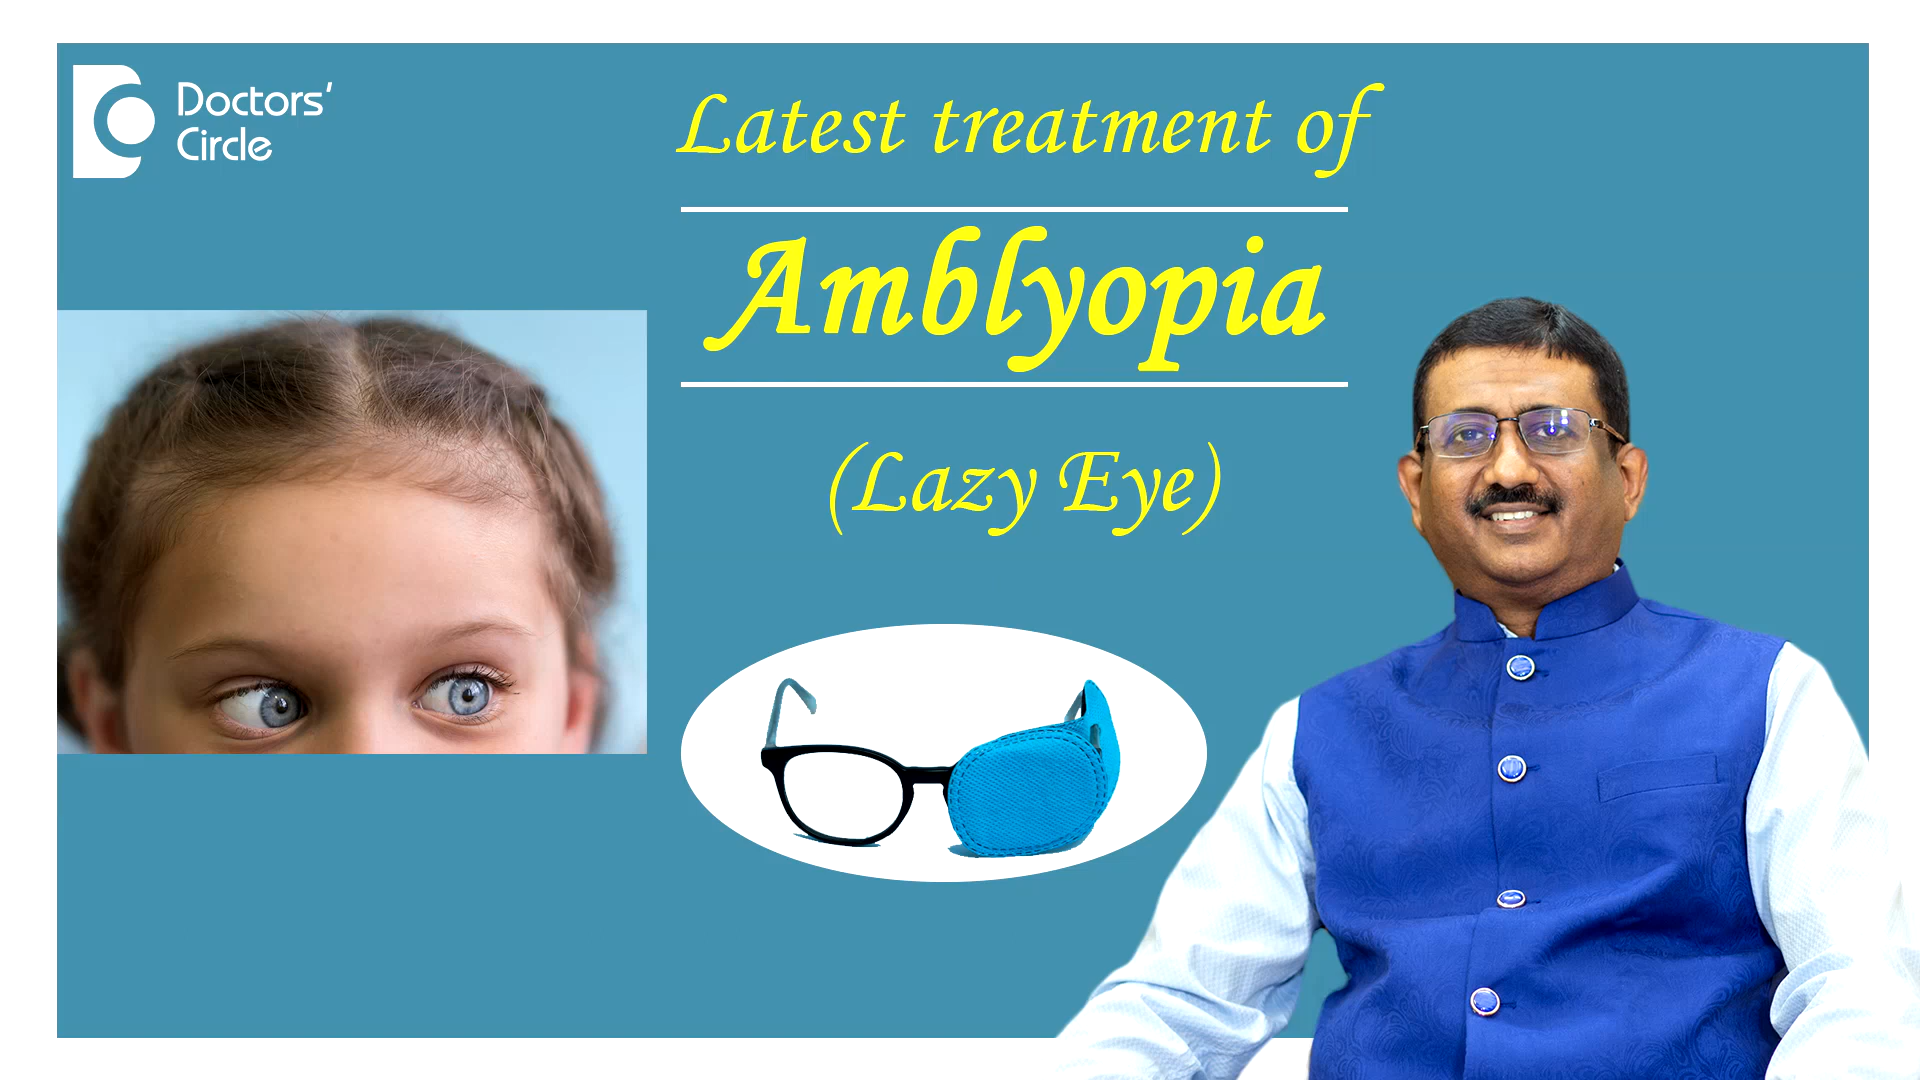 Doctors'
Circle
Latest treatment of
Amblyopia
(Lazy Eye)